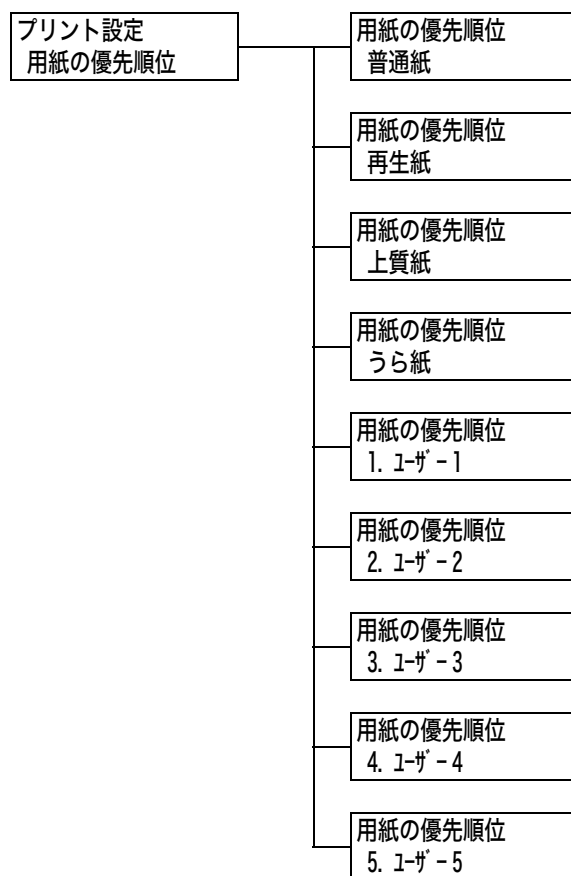 プリント設定
用紙の優先順位
用紙の優先順位
普通紙
用紙の優先順位
再生紙
用紙の優先順位
上質紙
用紙の優先順位
うら紙
用紙の優先順位
1. ﾕｰｻﾞｰ1
用紙の優先順位
2. ﾕｰｻﾞｰ2
用紙の優先順位
3. ﾕｰｻﾞｰ3
用紙の優先順位
4. ﾕｰｻﾞｰ4
用紙の優先順位
5. ﾕｰｻﾞｰ5